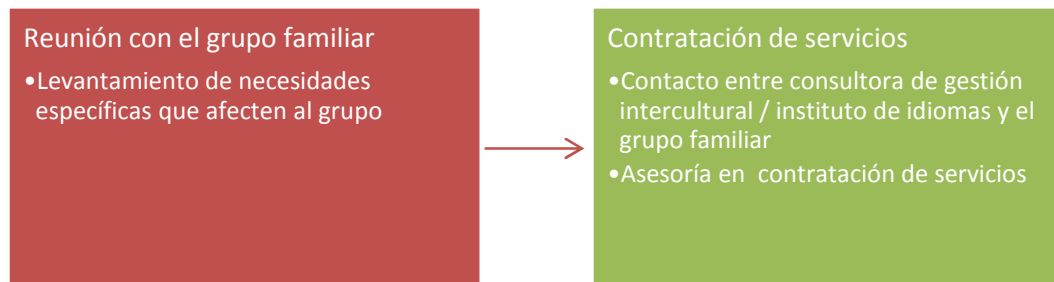 Reunión con el grupo familiar
•Levantamiento de necesidades
específicas que afecten al grupo
Contratación de servicios
•Contacto entre consultora de gestión
intercultural / instituto de idiomas y el
grupo familiar
•Asesoría en contratación de servicios